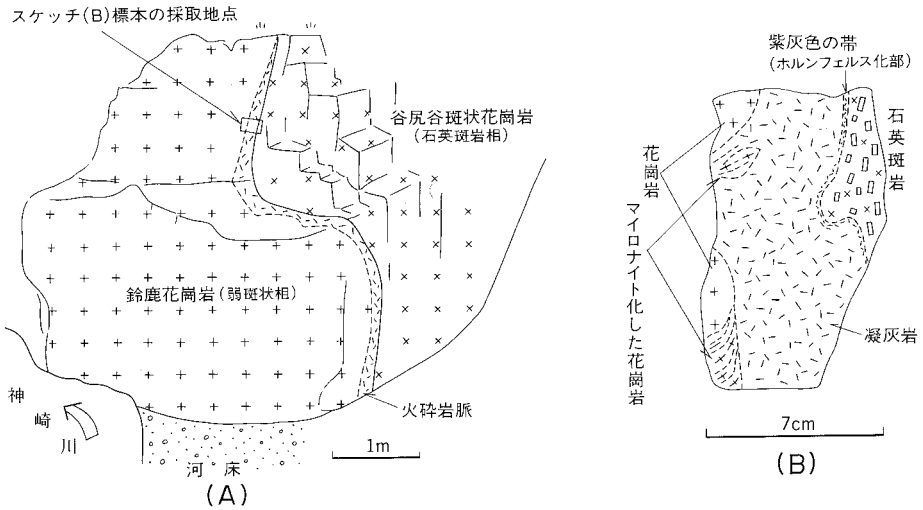 スケッチ(B)標本の採取地点
谷尻谷斑状花崗岩
(石英斑岩相)
鈴鹿花崗岩(弱斑状相)
火砕岩脈
神崎川
河床
1m
(A)
紫灰色の帯
(ホルンフェルス化部)
石英斑岩
花崗岩
マイロナイト化した花崗岩
凝灰岩
7cm
(B)